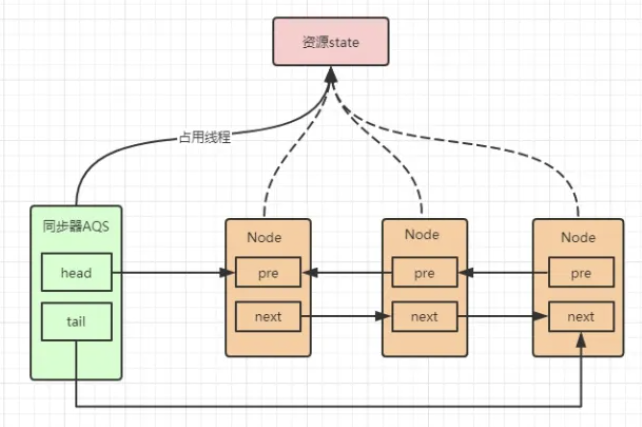 资源state
占用线程
同步器AQS
head
tail
Node
pre
next
Node
pre
next
Node
pre
next